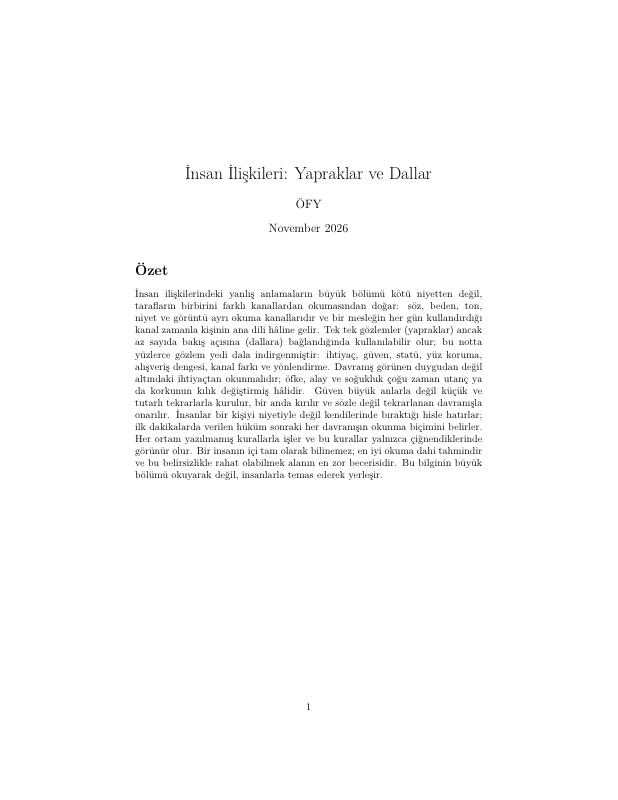 İnsan İlişkileri: Yapraklar ve Dallar
ÖFY
November 2026
Özet
İnsan ilişkilerindeki yanlış anlamaların büyük bölümü kötü niyetten değil,
tarafların birbirini farklı kanallardan okumasından doğar: söz, beden, ton,
niyet ve görüntü ayrı okuma kanallarıdır ve bir mesleğin her gün kullandırdığı
kanal zamanla kişinin ana dili hâline gelir. Tek tek gözlemler (yapraklar) ancak
az sayıda bakış açısına (dallara) bağlandığında kullanılabilir olur; bu notta
yüzlerce gözlem yedi dala indirgenmiştir: ihtiyaç, güven, statü, yüz koruma,
alışveriş dengesi, kanal farkı ve yönlendirme. Davranış görünen duygudan değil
altındaki ihtiyaçtan okunmalıdır; öfke, alay ve soğukluk çoğu zaman utanç ya
da korkunun kılık değiştirmiş hâlidir. Güven büyük anlarla değil küçük ve
tutarlı tekrarlarla kurulur, bir anda kırılır ve sözle değil tekrarlanan davranışla
onarılır. İnsanlar bir kişiyi niyetiyle değil kendilerinde bıraktığı hisle hatırlar;
ilk dakikalarda verilen hüküm sonraki her davranışın okunma biçimini belirler.
Her ortam yazılmamış kurallarla işler ve bu kurallar yalnızca çiğnendiklerinde
görünür olur. Bir insanın içi tam olarak bilinemez; en iyi okuma dahi tahmindir
ve bu belirsizlikle rahat olabilmek alanın en zor becerisidir. Bu bilginin büyük
bölümü okuyarak değil, insanlarla temas ederek yerleşir.
1